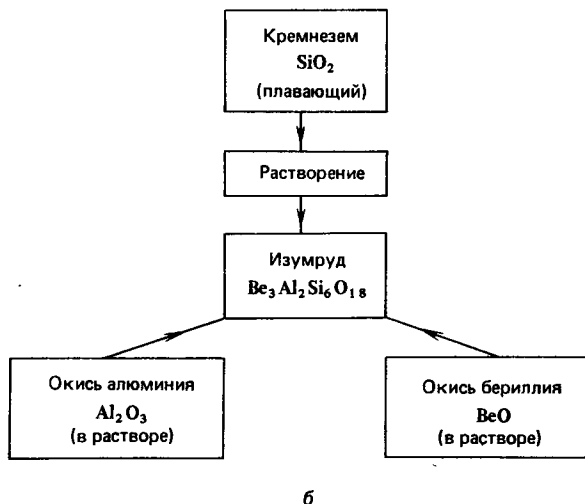 Кремнезем
SiO₂
(плавающий)
Растворение
Изумруд
Be₃Al₂Si₆O₁₈
Окись алюминия
Al₂O₃
(в растворе)
Окись бериллия
BeO
(в растворе)
б